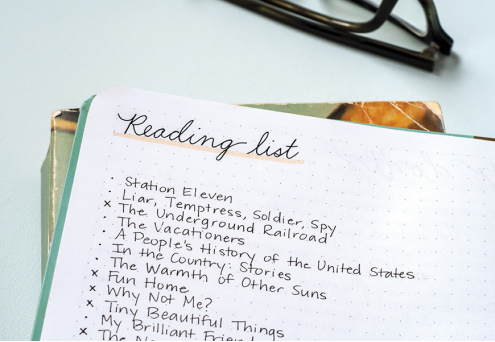 Reading list
· Station Eleven
· Liar, Temptress, Soldier, Spy
x The Underground Railroad
· The Vacationers
· A People's History of the United States
· In the Country: Stories
· The Warmth of Other Suns
x Fun Home
x Why Not Me?
x Tiny Beautiful Things
· My Brilliant
x The